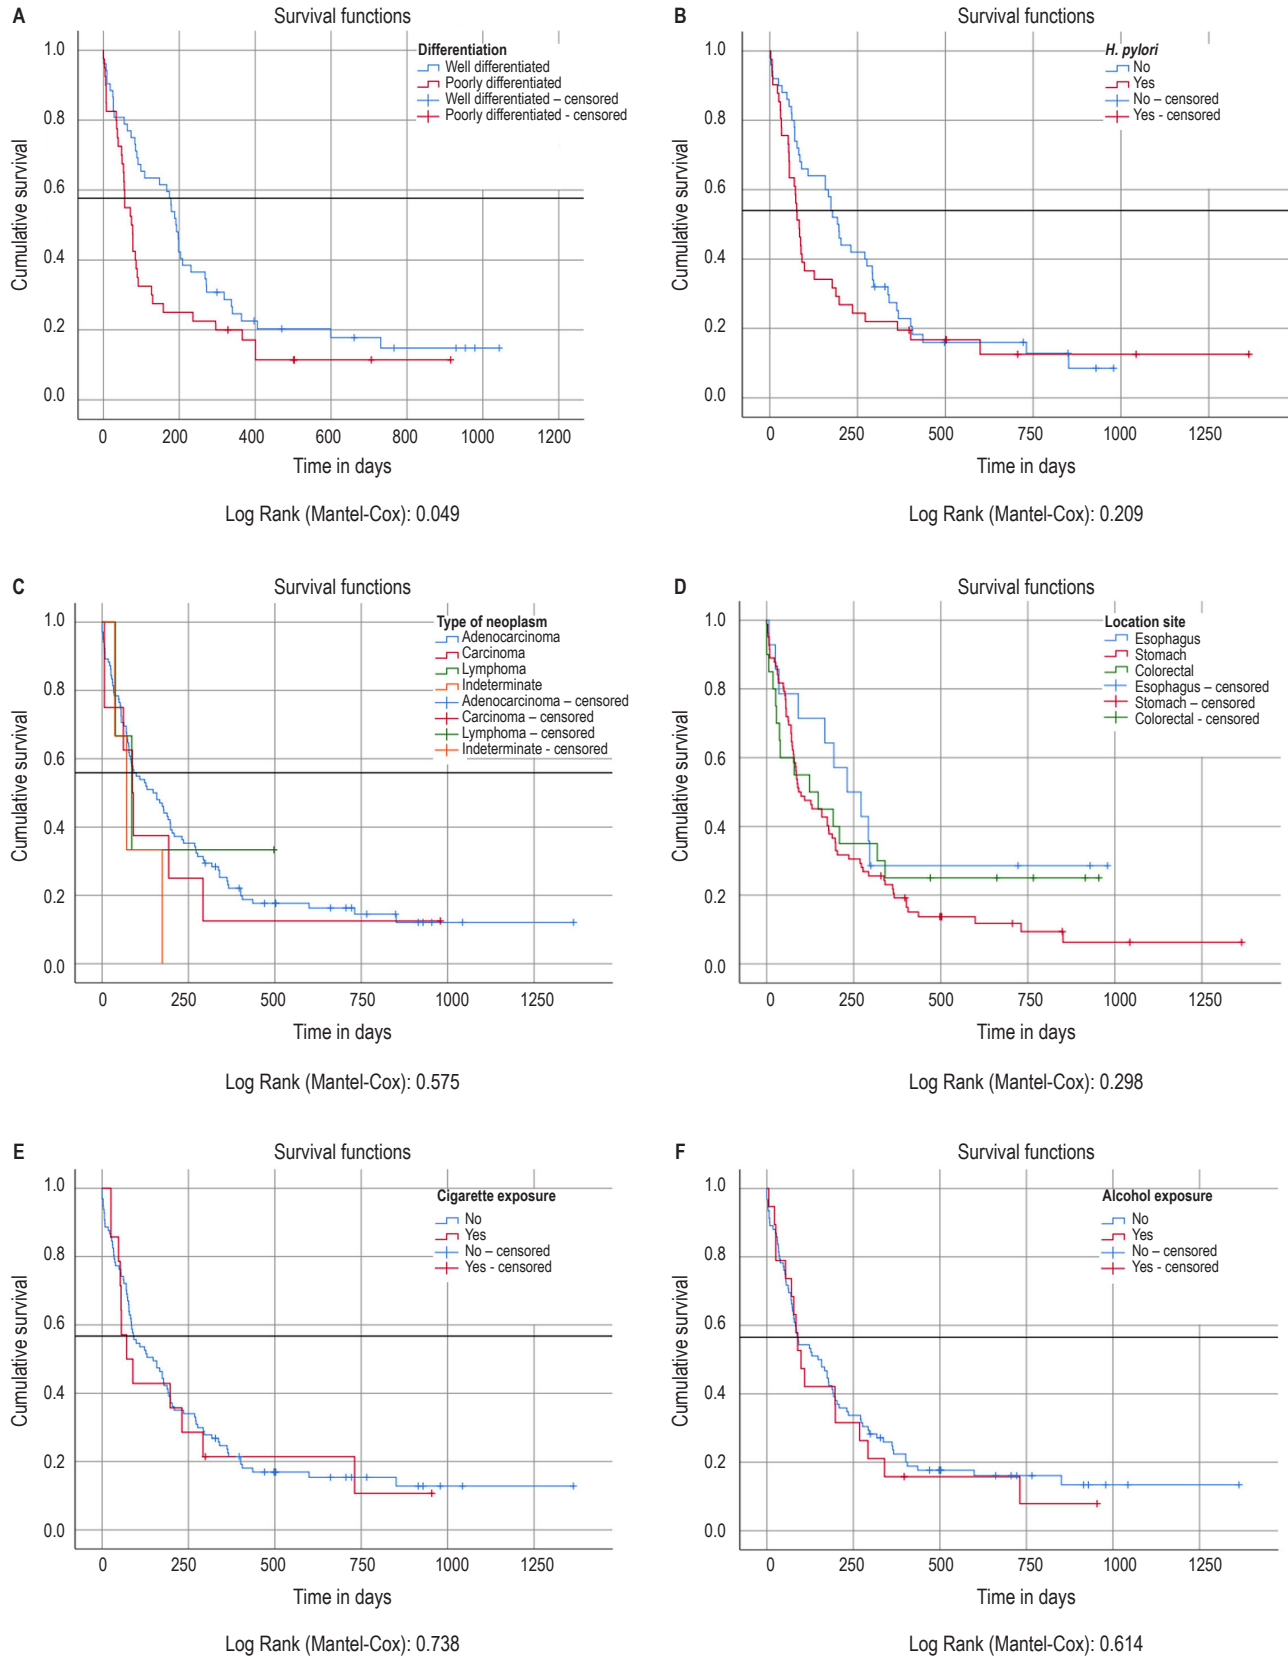 A
Survival functions
Differentiation
Well differentiated
Poorly differentiated
Well differentiated – censored
Poorly differentiated - censored
Cumulative survival
1.0
0.8
0.6
0.4
0.2
0.0
0 200 400 600 800 1000 1200
Time in days
Log Rank (Mantel-Cox): 0.049
B
Survival functions
H. pylori
No
Yes
No – censored
Yes - censored
Cumulative survival
1.0
0.8
0.6
0.4
0.2
0.0
0 250 500 750 1000 1250
Time in days
Log Rank (Mantel-Cox): 0.209
C
Survival functions
Type of neoplasm
Adenocarcinoma
Carcinoma
Lymphoma
Indeterminate
Adenocarcinoma – censored
Carcinoma – censored
Lymphoma – censored
Indeterminate - censored
Cumulative survival
1.0
0.8
0.6
0.4
0.2
0.0
0 250 500 750 1000 1250
Time in days
Log Rank (Mantel-Cox): 0.575
D
Survival functions
Location site
Esophagus
Stomach
Colorectal
Esophagus – censored
Stomach – censored
Colorectal - censored
Cumulative survival
1.0
0.8
0.6
0.4
0.2
0.0
0 250 500 750 1000 1250
Time in days
Log Rank (Mantel-Cox): 0.298
E
Survival functions
Cigarette exposure
No
Yes
No – censored
Yes - censored
Cumulative survival
1.0
0.8
0.6
0.4
0.2
0.0
0 250 500 750 1000 1250
Time in days
Log Rank (Mantel-Cox): 0.738
F
Survival functions
Alcohol exposure
No
Yes
No – censored
Yes - censored
Cumulative survival
1.0
0.8
0.6
0.4
0.2
0.0
0 250 500 750 1000 1250
Time in days
Log Rank (Mantel-Cox): 0.614